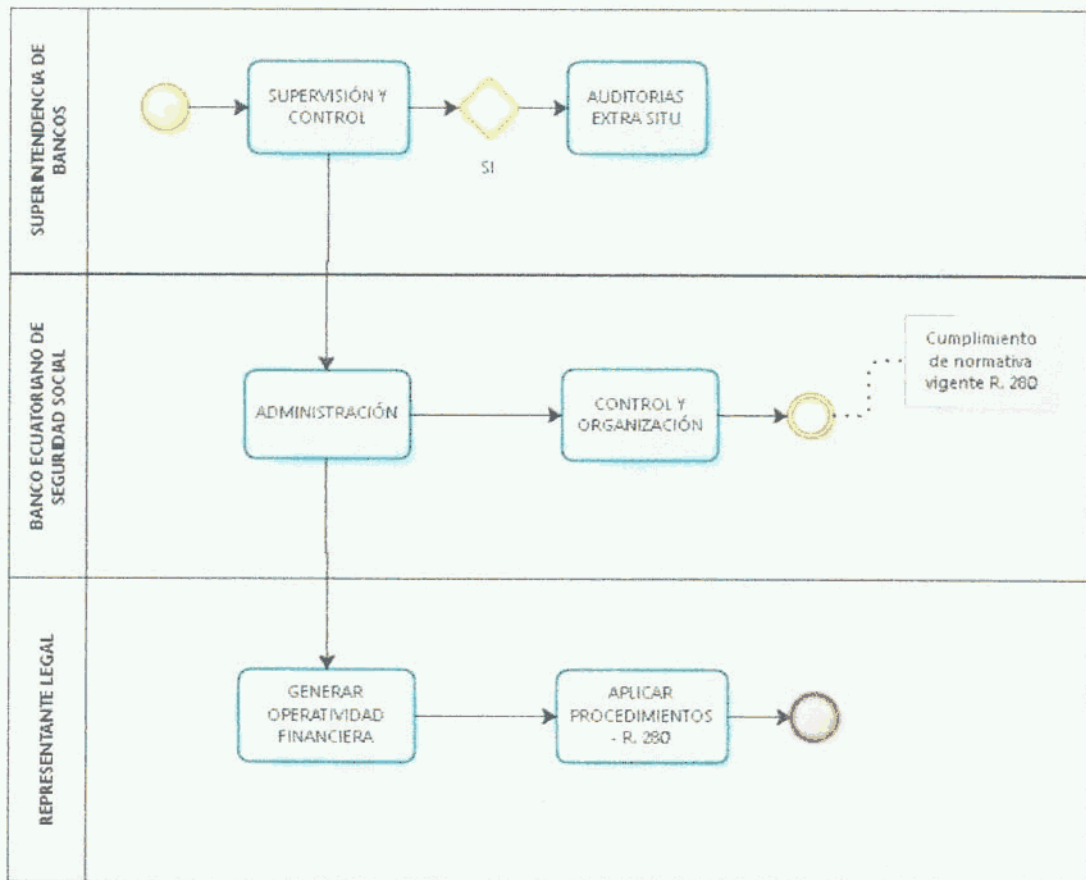 SUPERINTENDENCIA DE
BANCOS
SUPERVISIÓN Y
CONTROL
SI
AUDITORIAS
EXTRA SITU
BANCO ECUATORIANO DE
SEGURIDAD SOCIAL
ADMINISTRACIÓN
CONTROL Y
ORGANIZACIÓN
Cumplimiento
de normativa
vigente R. 280
REPRESENTANTE LEGAL
GENERAR
OPERATIVIDAD
FINANCIERA
APLICAR
PROCEDIMIENTOS
- R. 280